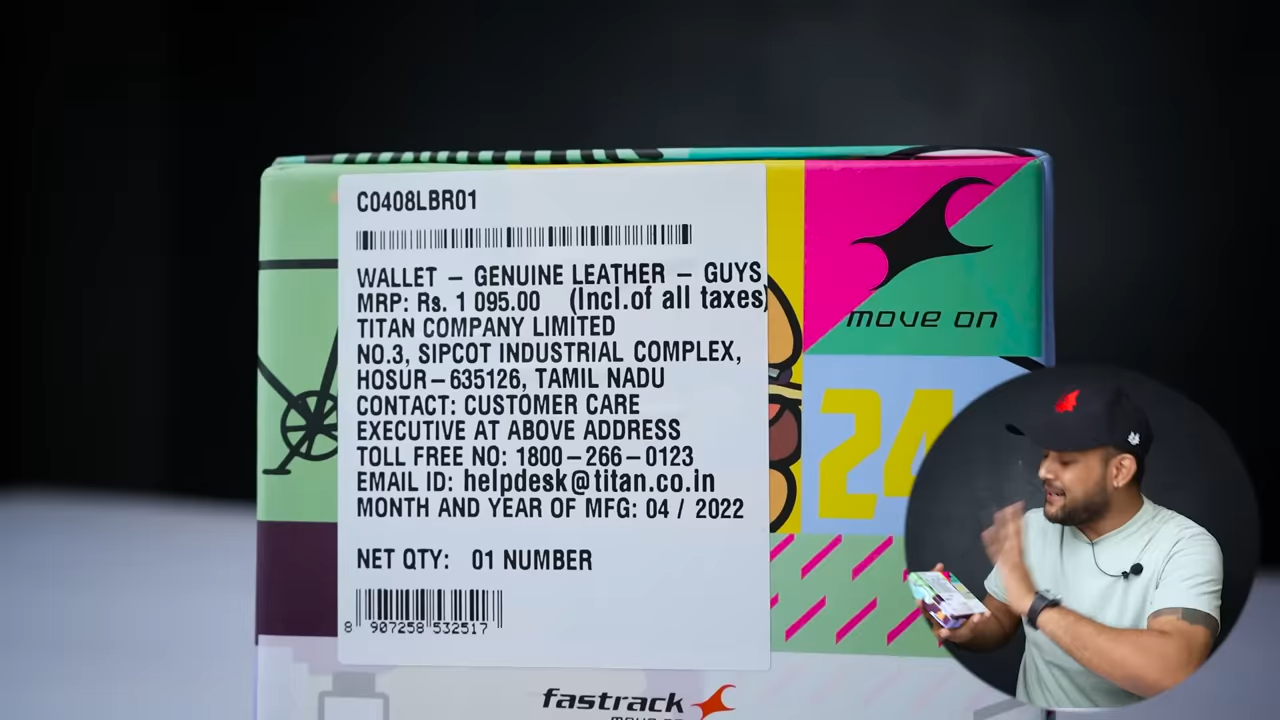 C0408LBR01
WALLET – GENUINE LEATHER – GUYS
MRP: Rs. 1 095.00 (Incl.of all taxes)
TITAN COMPANY LIMITED
NO.3, SIPCOT INDUSTRIAL COMPLEX,
HOSUR–635126, TAMIL NADU
CONTACT: CUSTOMER CARE
EXECUTIVE AT ABOVE ADDRESS
TOLL FREE NO: 1800–266–0123
EMAIL ID: helpdesk@titan.co.in
MONTH AND YEAR OF MFG: 04 / 2022
NET QTY: 01 NUMBER
8 907258 532517
move on
24
fastrack
MOVE ON